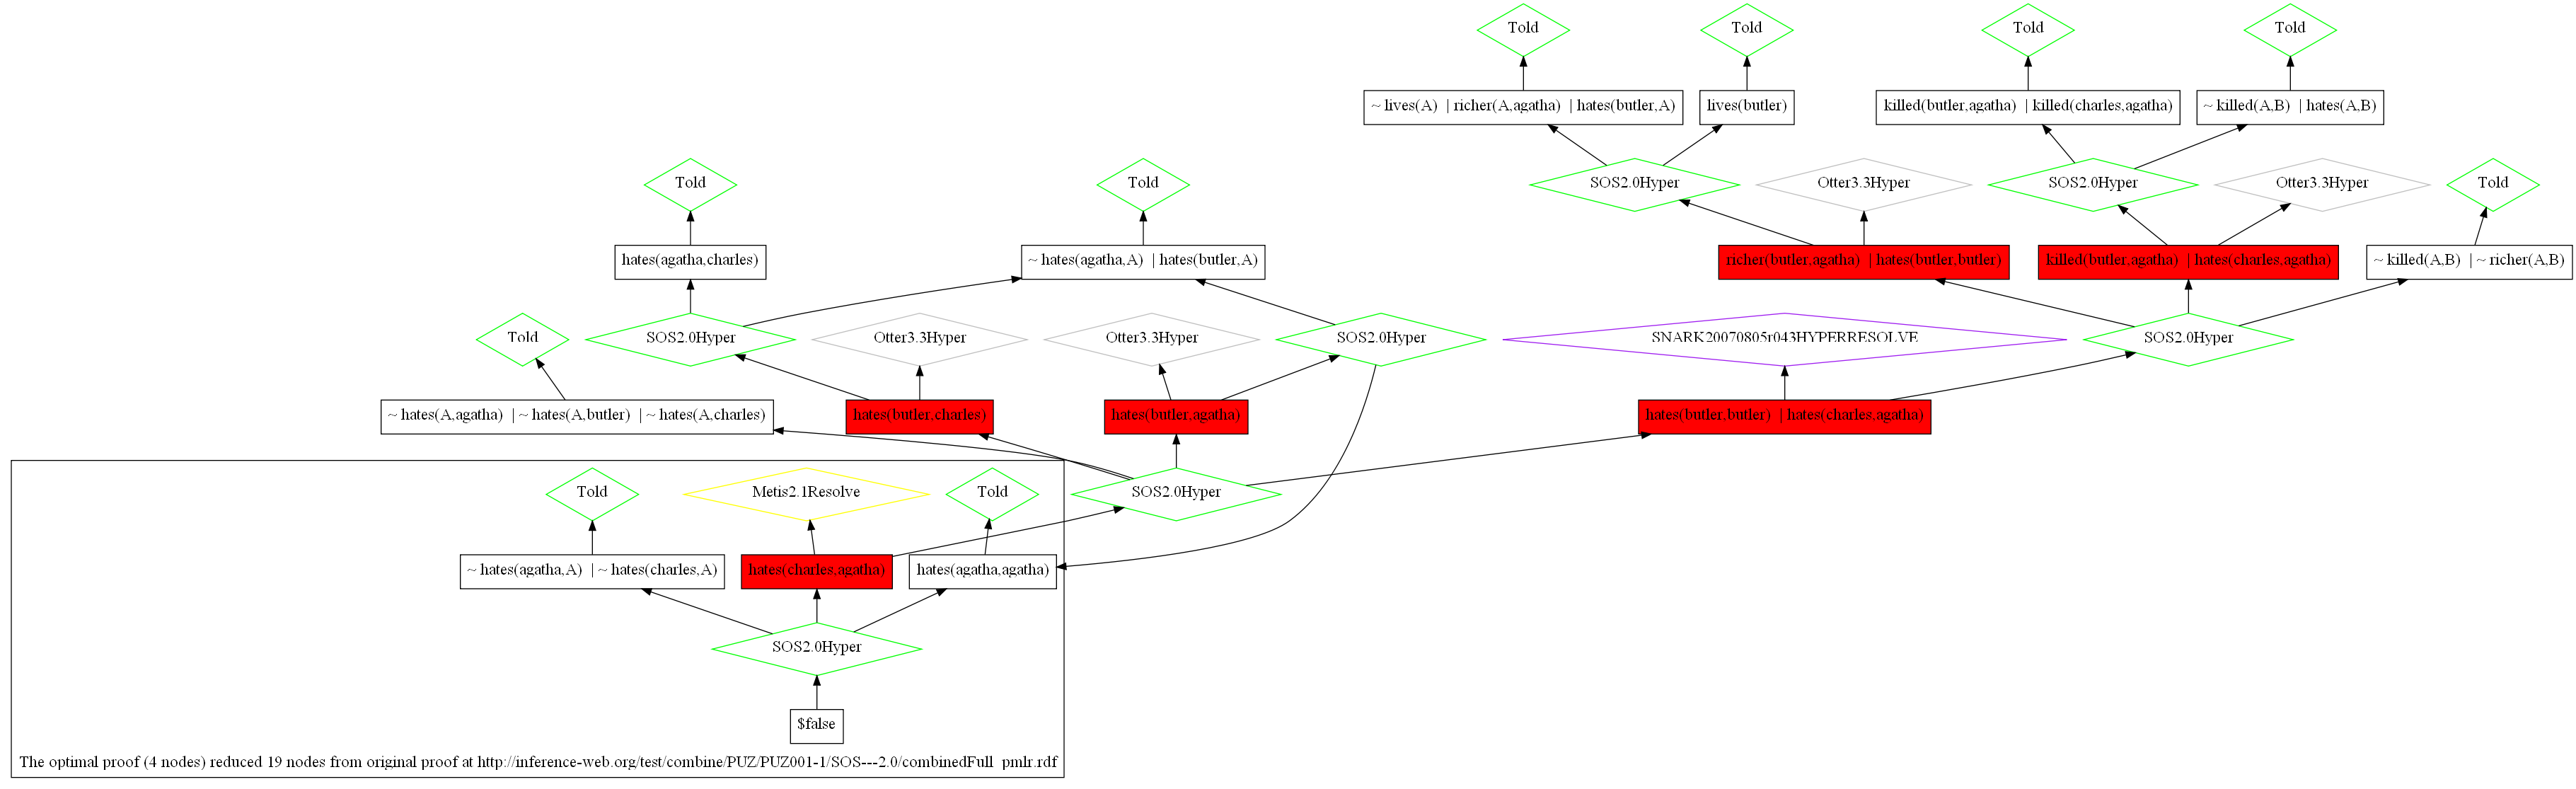 Told
Told
Told
Told
~ lives(A) | richer(A,agatha) | hates(butler,A)
lives(butler)
killed(butler,agatha) | killed(charles,agatha)
~ killed(A,B) | hates(A,B)
Told
Told
SOS2.0Hyper
Otter3.3Hyper
SOS2.0Hyper
Otter3.3Hyper
Told
hates(agatha,charles)
~ hates(agatha,A) | hates(butler,A)
richer(butler,agatha) | hates(butler,butler)
killed(butler,agatha) | hates(charles,agatha)
~ killed(A,B) | ~ richer(A,B)
Told
SOS2.0Hyper
Otter3.3Hyper
Otter3.3Hyper
SOS2.0Hyper
SNARK20070805r043HYPERRESOLVE
SOS2.0Hyper
~ hates(A,agatha) | ~ hates(A,butler) | ~ hates(A,charles)
hates(butler,charles)
hates(butler,agatha)
hates(butler,butler) | hates(charles,agatha)
Told
Metis2.1Resolve
Told
SOS2.0Hyper
~ hates(agatha,A) | ~ hates(charles,A)
hates(charles,agatha)
hates(agatha,agatha)
SOS2.0Hyper
$false
The optimal proof (4 nodes) reduced 19 nodes from original proof at http://inference-web.org/test/combine/PUZ/PUZ001-1/SOS---2.0/combinedFull_pmlr.rdf